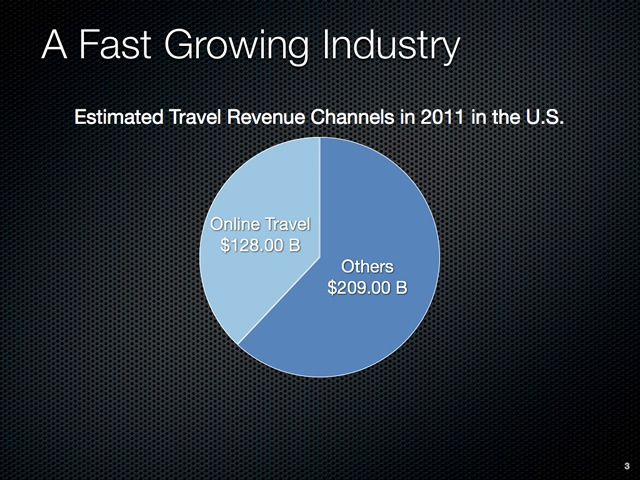 A Fast Growing Industry
Estimated Travel Revenue Channels in 2011 in the U.S.
Online Travel
$128.00 B
Others
$209.00 B
3